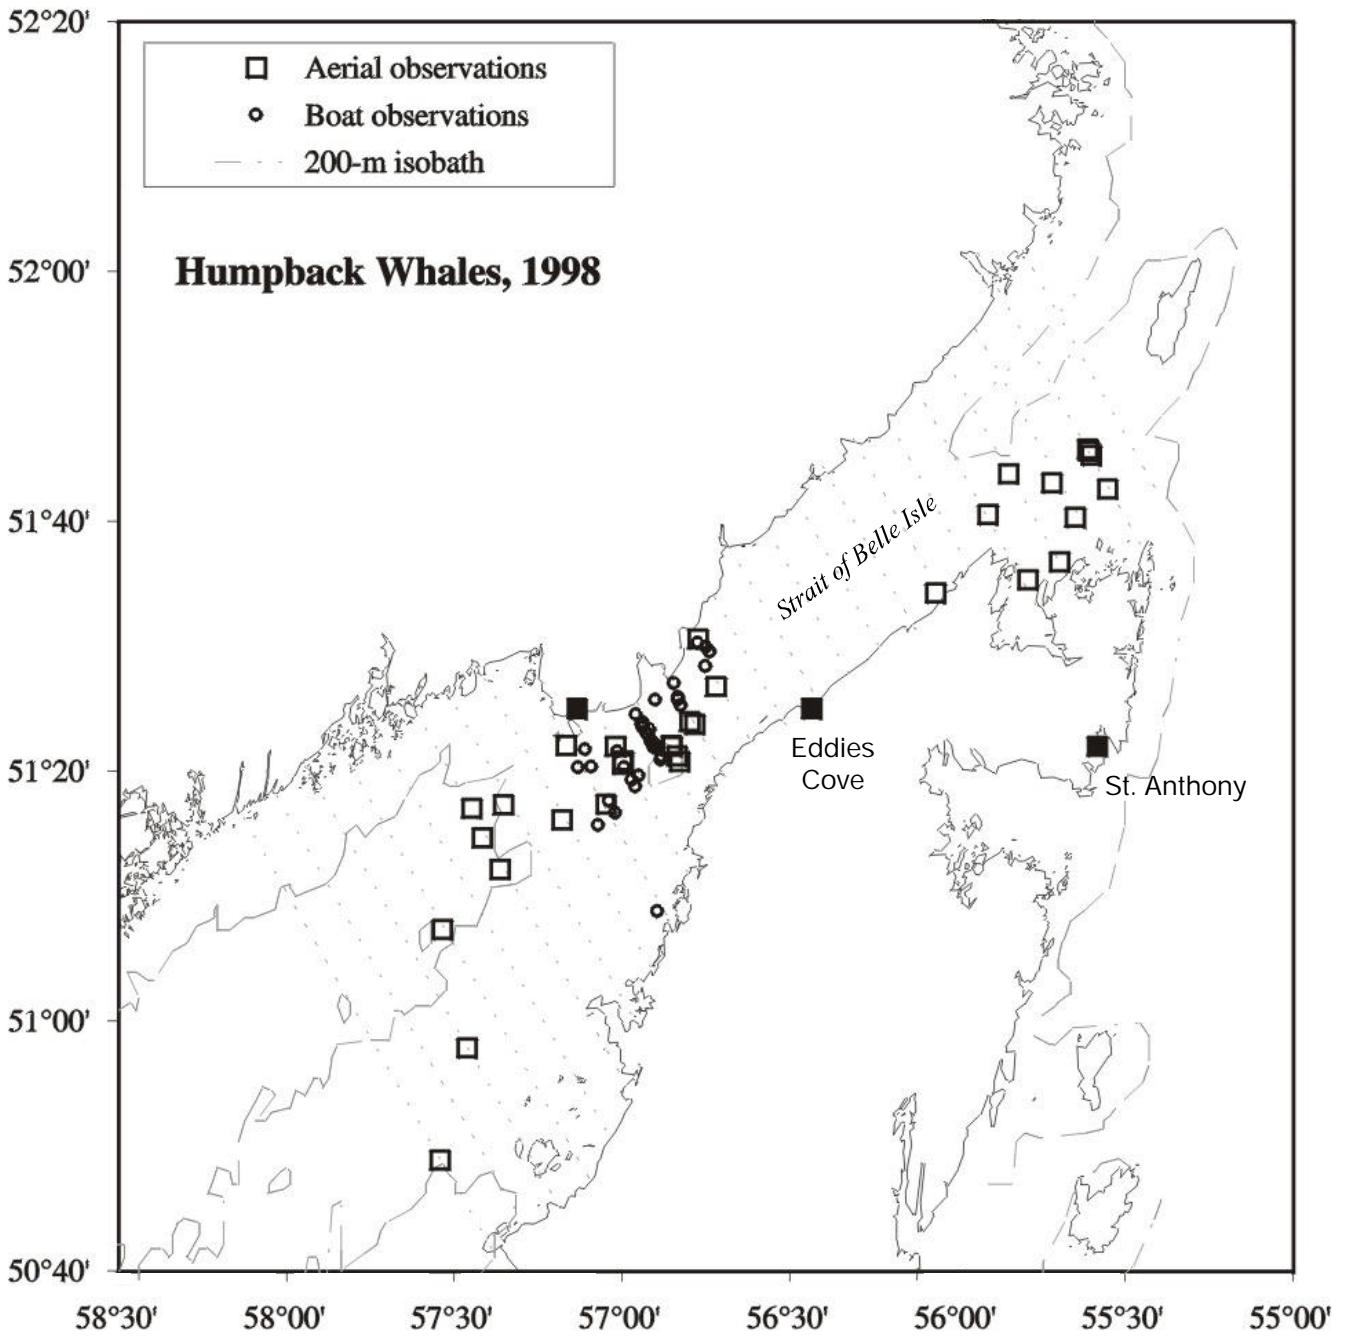 52°20'
Aerial observations
Boat observations
200-m isobath
Humpback Whales, 1998
52°00'
51°40'
Strait of Belle Isle
Eddies
Cove
51°20'
St. Anthony
51°00'
50°40'
58°30' 58°00' 57°30' 57°00' 56°30' 56°00' 55°30' 55°00'